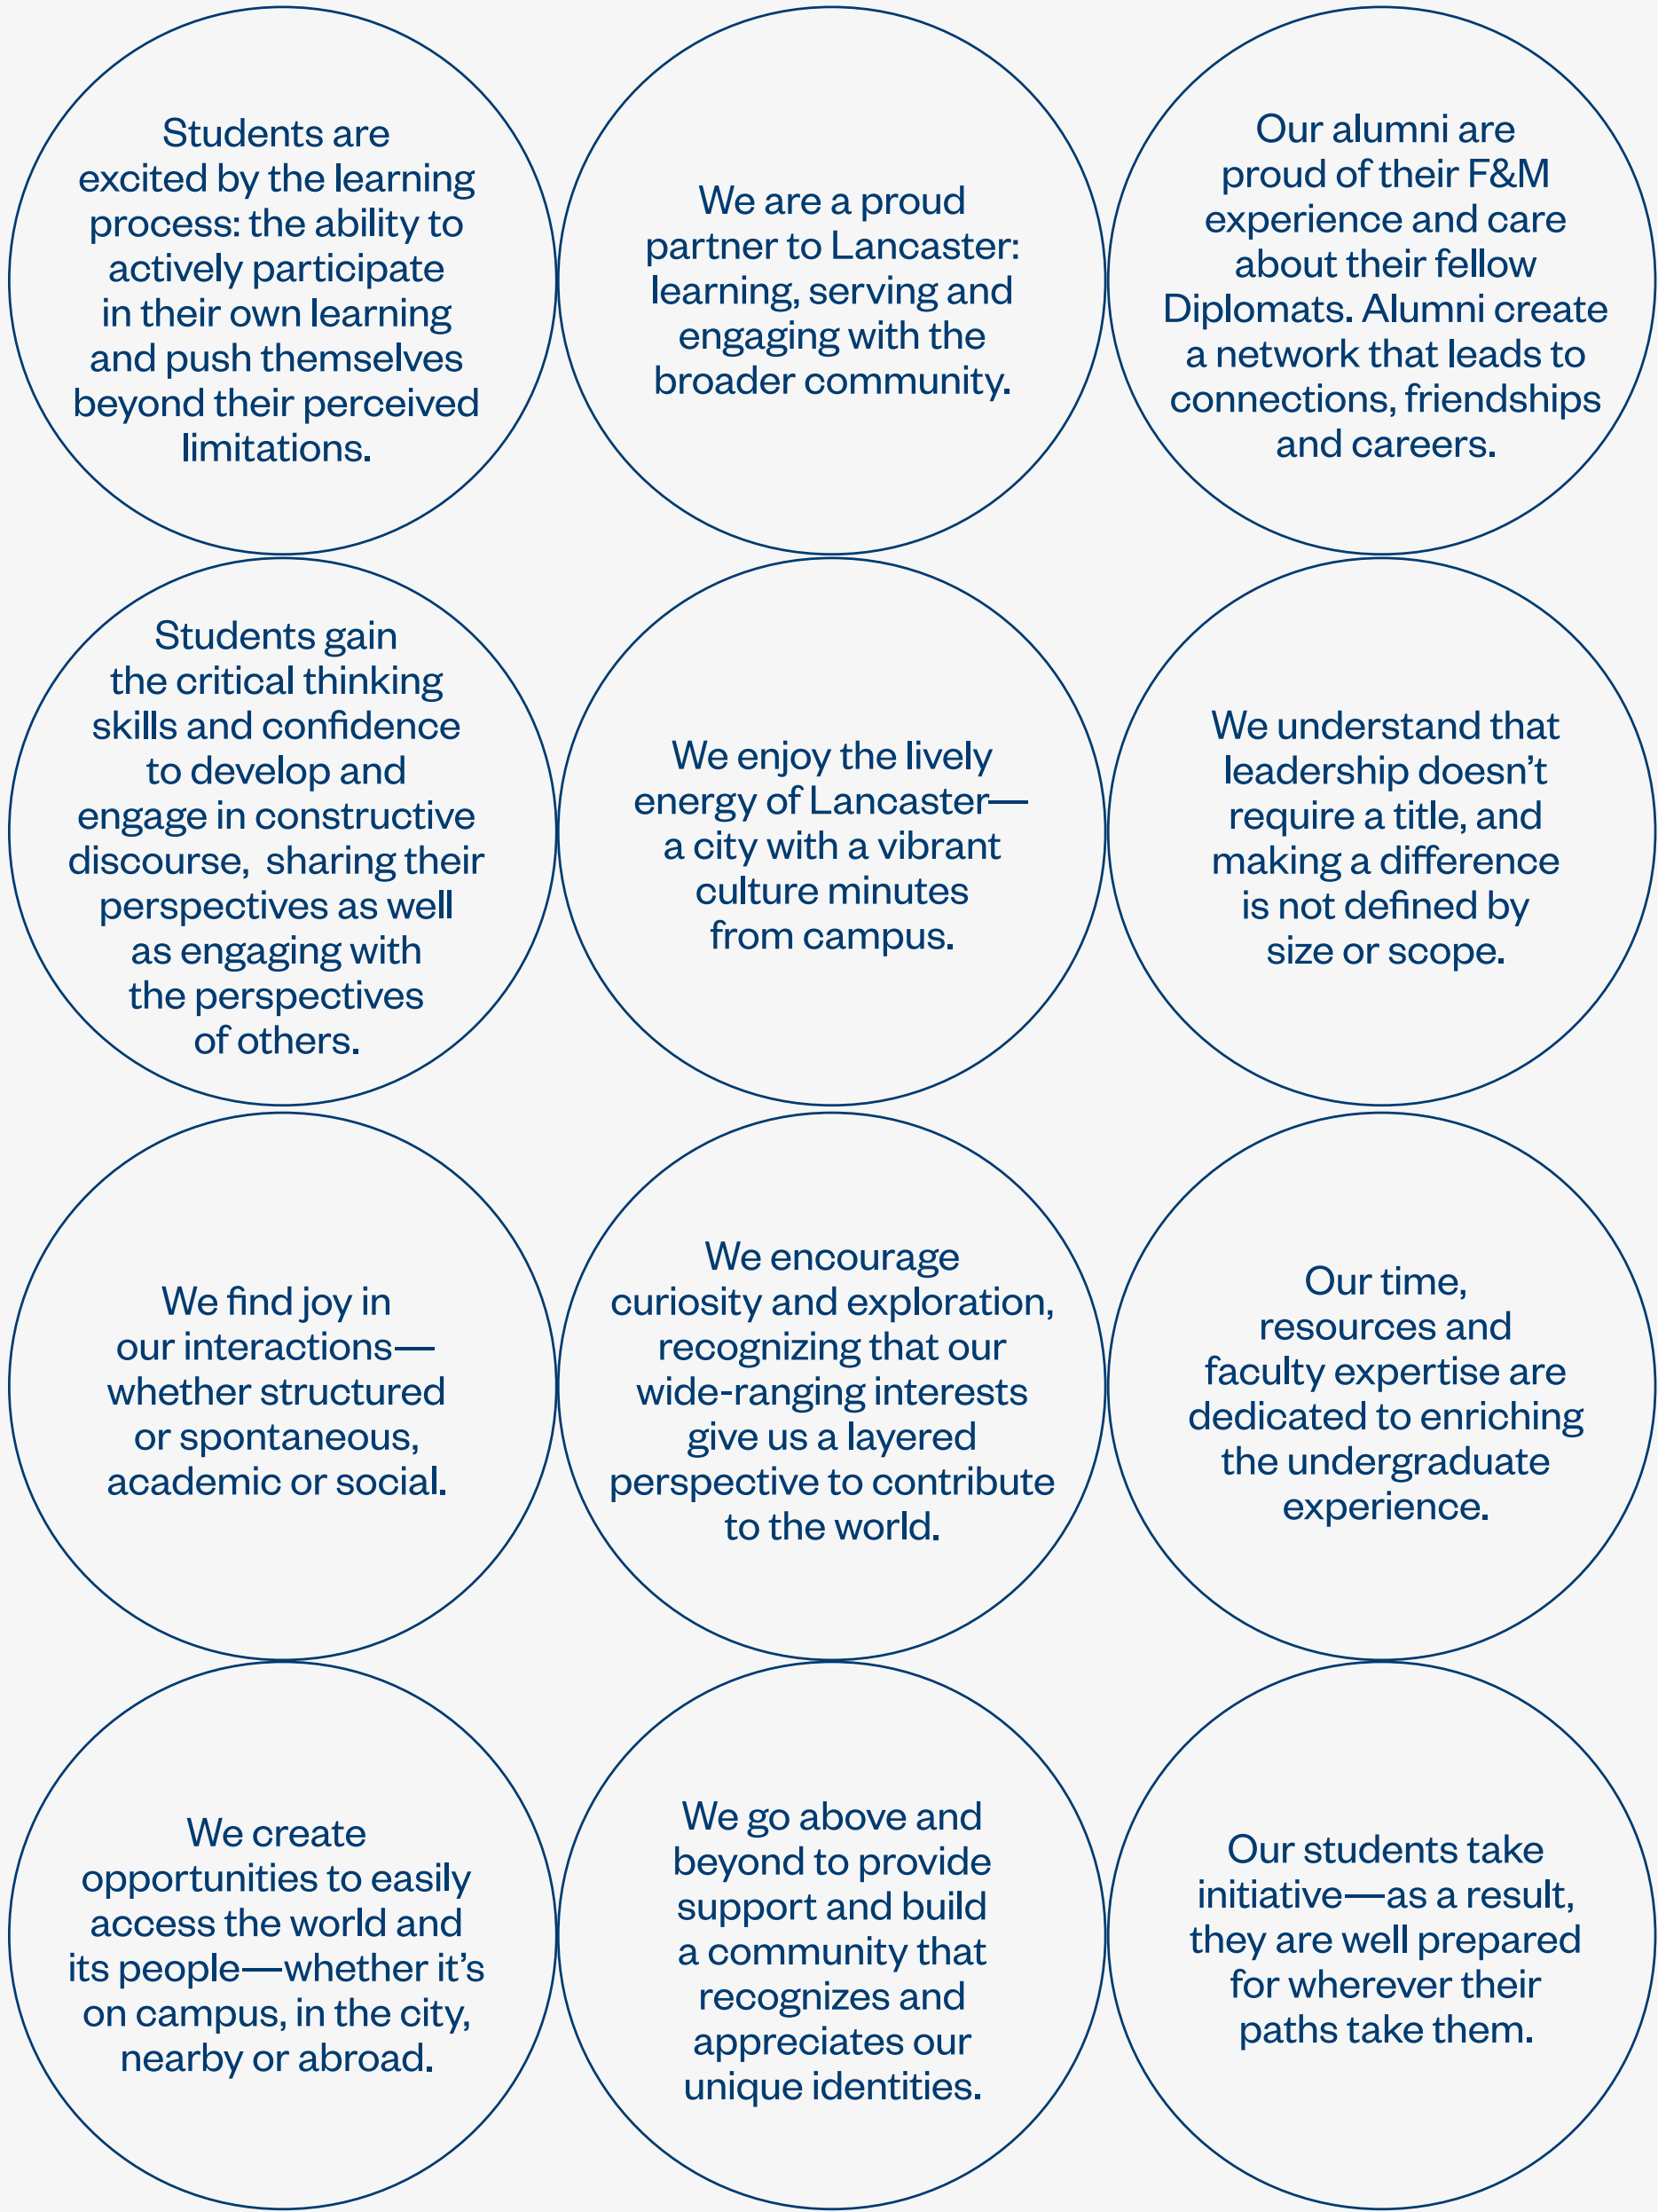 Students are
excited by the learning
process: the ability to
actively participate
in their own learning
and push themselves
beyond their perceived
limitations.
We are a proud
partner to Lancaster:
learning, serving and
engaging with the
broader community.
Our alumni are
proud of their F&M
experience and care
about their fellow
Diplomats. Alumni create
a network that leads to
connections, friendships
and careers.
Students gain
the critical thinking
skills and confidence
to develop and
engage in constructive
discourse,  sharing their
perspectives as well
as engaging with
the perspectives
of others.
We enjoy the lively
energy of Lancaster—
a city with a vibrant
culture minutes
from campus.
We understand that
leadership doesn’t
require a title, and
making a difference
is not defined by
size or scope.
We find joy in
our interactions—
whether structured
or spontaneous,
academic or social.
We encourage
curiosity and exploration,
recognizing that our
wide-ranging interests
give us a layered
perspective to contribute
to the world.
Our time,
resources and
faculty expertise are
dedicated to enriching
the undergraduate
experience.
We create
opportunities to easily
access the world and
its people—whether it’s
on campus, in the city,
nearby or abroad.
We go above and
beyond to provide
support and build
a community that
recognizes and
appreciates our
unique identities.
Our students take
initiative—as a result,
they are well prepared
for wherever their
paths take them.